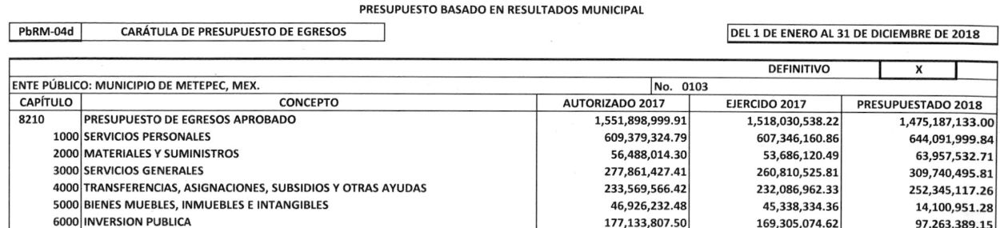 PRESUPUESTO BASADO EN RESULTADOS MUNICIPAL
PbRM-04d CARÁTULA DE PRESUPUESTO DE EGRESOS DEL 1 DE ENERO AL 31 DE DICIEMBRE DE 2018
DEFINITIVO X
ENTE PÚBLICO: MUNICIPIO DE METEPEC, MEX. No. 0103
CAPÍTULO CONCEPTO AUTORIZADO 2017 EJERCIDO 2017 PRESUPUESTADO 2018
8210 PRESUPUESTO DE EGRESOS APROBADO 1,551,898,999.91 1,518,030,538.22 1,475,187,133.00
1000 SERVICIOS PERSONALES 609,379,324.79 607,346,160.86 644,091,999.84
2000 MATERIALES Y SUMINISTROS 56,488,014.30 53,686,120.49 63,957,532.71
3000 SERVICIOS GENERALES 277,861,427.41 260,810,525.81 309,740,495.81
4000 TRANSFERENCIAS, ASIGNACIONES, SUBSIDIOS Y OTRAS AYUDAS 233,569,566.42 232,086,962.33 252,345,117.26
5000 BIENES MUEBLES, INMUEBLES E INTANGIBLES 46,926,232.48 45,338,334.36 14,100,951.28
6000 INVERSION PUBLICA 177,133,807.50 169,305,074.62 97,263,389.15